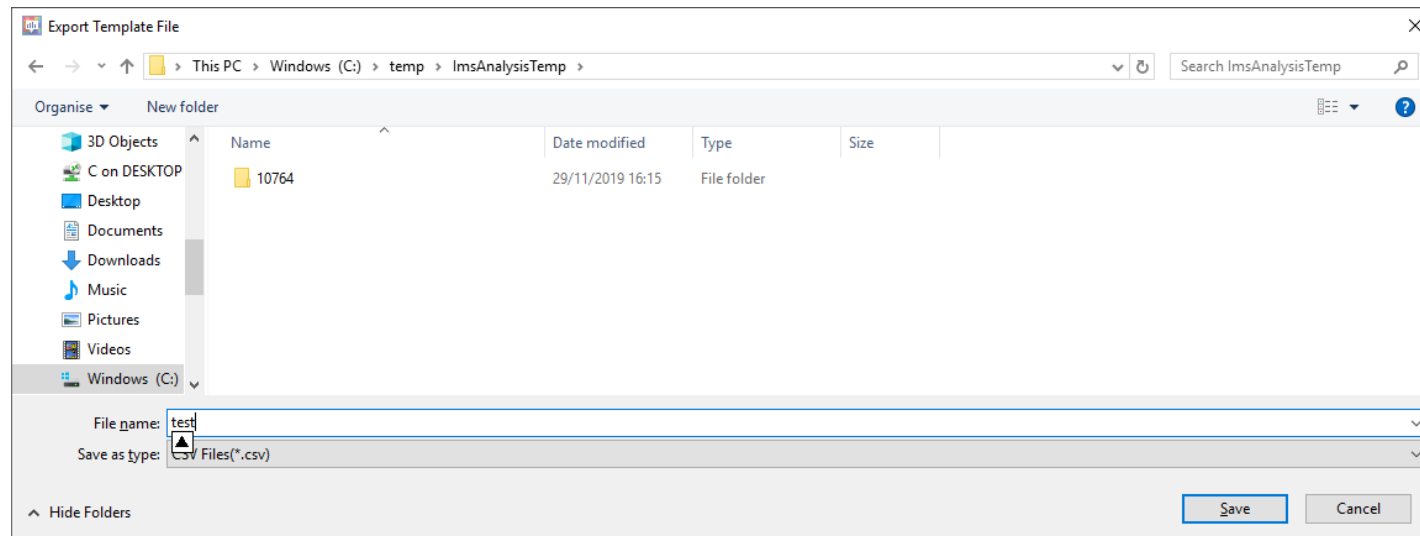 Export Template File
This PC > Windows (C:) > temp > ImsAnalysisTemp >
Search ImsAnalysisTemp
Organise
New folder
Name
Date modified
Type
Size
3D Objects
C on DESKTOP
Desktop
Documents
Downloads
Music
Pictures
Videos
Windows (C:)
10764
29/11/2019 16:15
File folder
File name: test
Save as type: CSV Files(*.csv)
Hide Folders
Save
Cancel